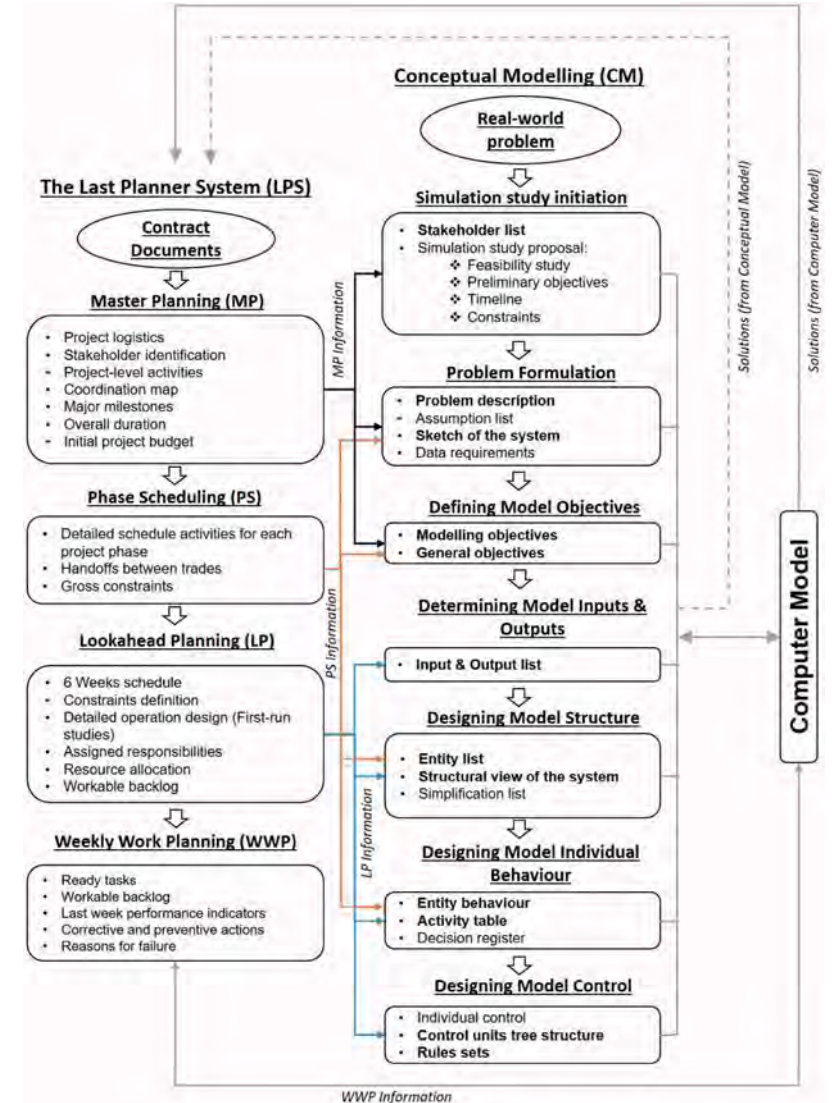 Conceptual Modelling (CM)
Real-world
problem
The Last Planner System (LPS)
Contract
Documents
Master Planning (MP)
• Project logistics
• Stakeholder identification
• Project-level activities
• Coordination map
• Major milestones
• Overall duration
• Initial project budget
Phase Scheduling (PS)
• Detailed schedule activities for each
project phase
• Handoffs between trades
• Gross constraints
Lookahead Planning (LP)
• 6 Weeks schedule
• Constraints definition
• Detailed operation design (First-run
studies)
• Assigned responsibilities
• Resource allocation
• Workable backlog
Weekly Work Planning (WWP)
• Ready tasks
• Workable backlog
• Last week performance indicators
• Corrective and preventive actions
• Reasons for failure
MP Information
PS Information
LP Information
Simulation study initiation
• Stakeholder list
• Simulation study proposal:
❖ Feasibility study
❖ Preliminary objectives
❖ Timeline
❖ Constraints
Problem Formulation
• Problem description
• Assumption list
• Sketch of the system
• Data requirements
Defining Model Objectives
• Modelling objectives
• General objectives
Determining Model Inputs &
Outputs
• Input & Output list
Designing Model Structure
• Entity list
• Structural view of the system
• Simplification list
Designing Model Individual
Behaviour
• Entity behaviour
• Activity table
• Decision register
Designing Model Control
• Individual control
• Control units tree structure
• Rules sets
Solutions (from Conceptual Model)
Solutions (from Computer Model)
Computer Model
WWP Information